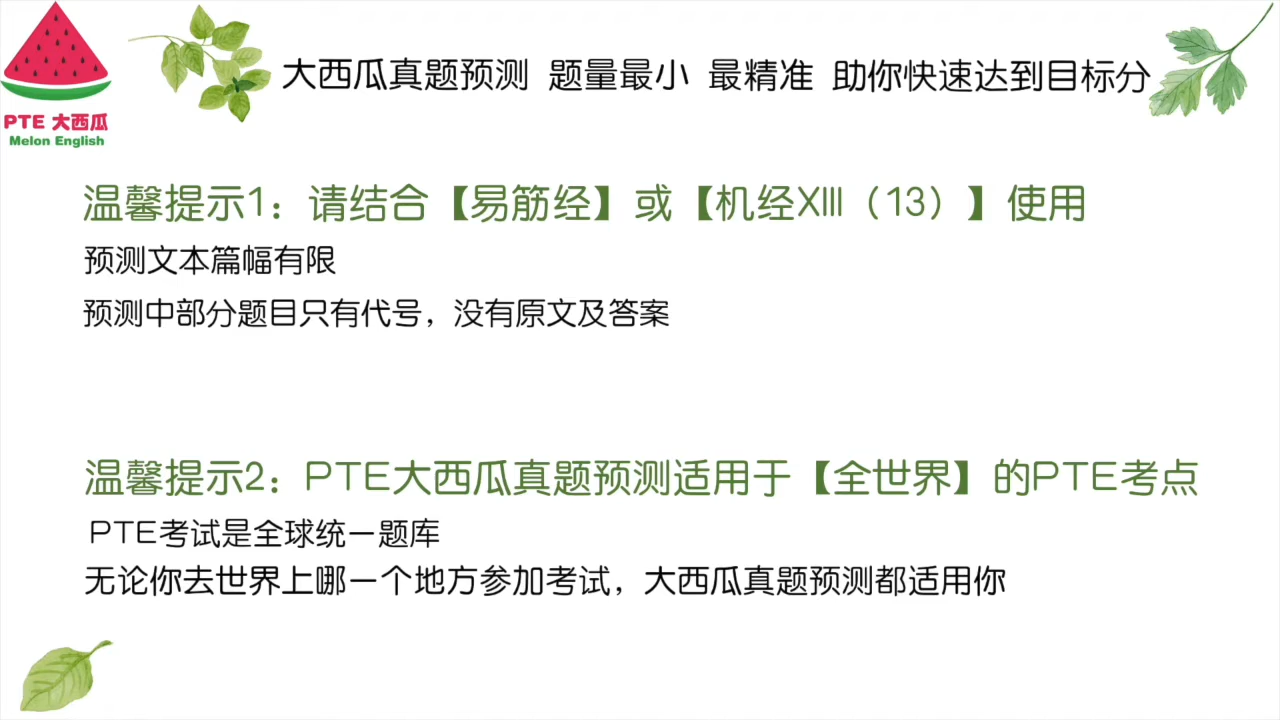 PTE 大西瓜
Melon English
大西瓜真题预测 题量最小 最精准 助你快速达到目标分
温馨提示1：请结合【易筋经】或【机经XIII（13）】使用
预测文本篇幅有限
预测中部分题目只有代号，没有原文及答案
温馨提示2：PTE大西瓜真题预测适用于【全世界】的PTE考点
PTE考试是全球统一题库
无论你去世界上哪一个地方参加考试，大西瓜真题预测都适用你